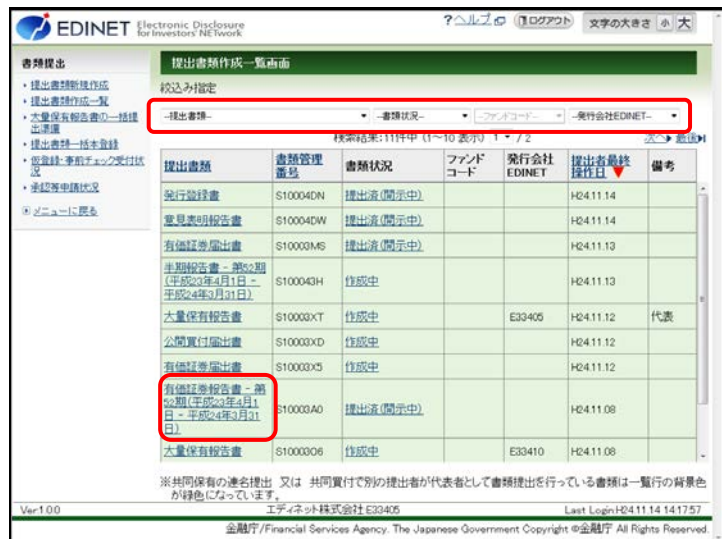 EDINET Electronic Disclosure for Investors' NETwork
?ヘルプ ログアウト 文字の大きさ 小 大
書類提出
・提出書類新規作成
・提出書類作成一覧
・大量保有報告書の一括提出準備
・提出書類一括本登録
・仮登録・事前チェック受付状況
・承認等申請状況
メニューに戻る
提出書類作成一覧画面
絞込み指定
--提出書類-- --書類状況-- --ファンドコード-- --発行会社EDINET--
検索結果:111件中 (1～10 表示) 1 / 2 次へ 最後
提出書類 書類管理番号 書類状況 ファンドコード 発行会社EDINET 提出者最終操作日▼ 備考
発行登録書 S10004DN 提出済(開示中) H24.11.14
意見表明報告書 S10004DW 提出済(開示中) H24.11.14
有価証券届出書 S10003MS 提出済(開示中) H24.11.13
半期報告書 - 第52期(平成23年4月1日 - 平成24年3月31日) S100043H 作成中 H24.11.13
大量保有報告書 S10003XT 作成中 E33405 H24.11.12 代表
公開買付届出書 S10003XD 作成中 H24.11.12
有価証券届出書 S10003X5 作成中 H24.11.12
有価証券報告書 - 第52期(平成23年4月1日 - 平成24年3月31日) S10003A0 提出済(開示中) H24.11.08
大量保有報告書 S10003O6 作成中 E33410 H24.11.08
※共同保有の連名提出 又は 共同買付で別の提出者が代表者として書類提出を行っている書類は一覧行の背景色
が緑色になっています。
Ver.1.0.0 エディネット株式会社 E33405 Last Login:H24.11.14 14:17:57
金融庁/Financial Services Agency. The Japanese Government Copyright ©金融庁 All Rights Reserved.